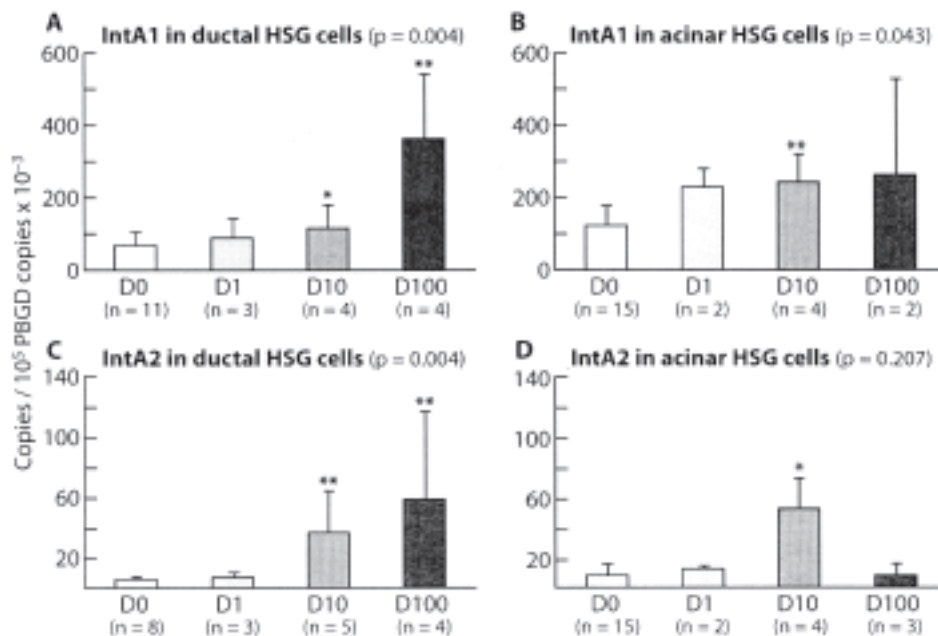 Copies / 10⁵ PBGD copies x 10⁻³
A
IntA1 in ductal HSG cells (p = 0.004)
600
400
200
0
*
**
D0 D1 D10 D100
(n = 11) (n = 3) (n = 4) (n = 4)
B
IntA1 in acinar HSG cells (p = 0.043)
600
400
200
0
**
D0 D1 D10 D100
(n = 15) (n = 2) (n = 4) (n = 2)
C
IntA2 in ductal HSG cells (p = 0.004)
140
100
60
20
**
**
D0 D1 D10 D100
(n = 8) (n = 3) (n = 5) (n = 4)
D
IntA2 in acinar HSG cells (p = 0.207)
140
100
60
20
*
D0 D1 D10 D100
(n = 15) (n = 2) (n = 4) (n = 3)